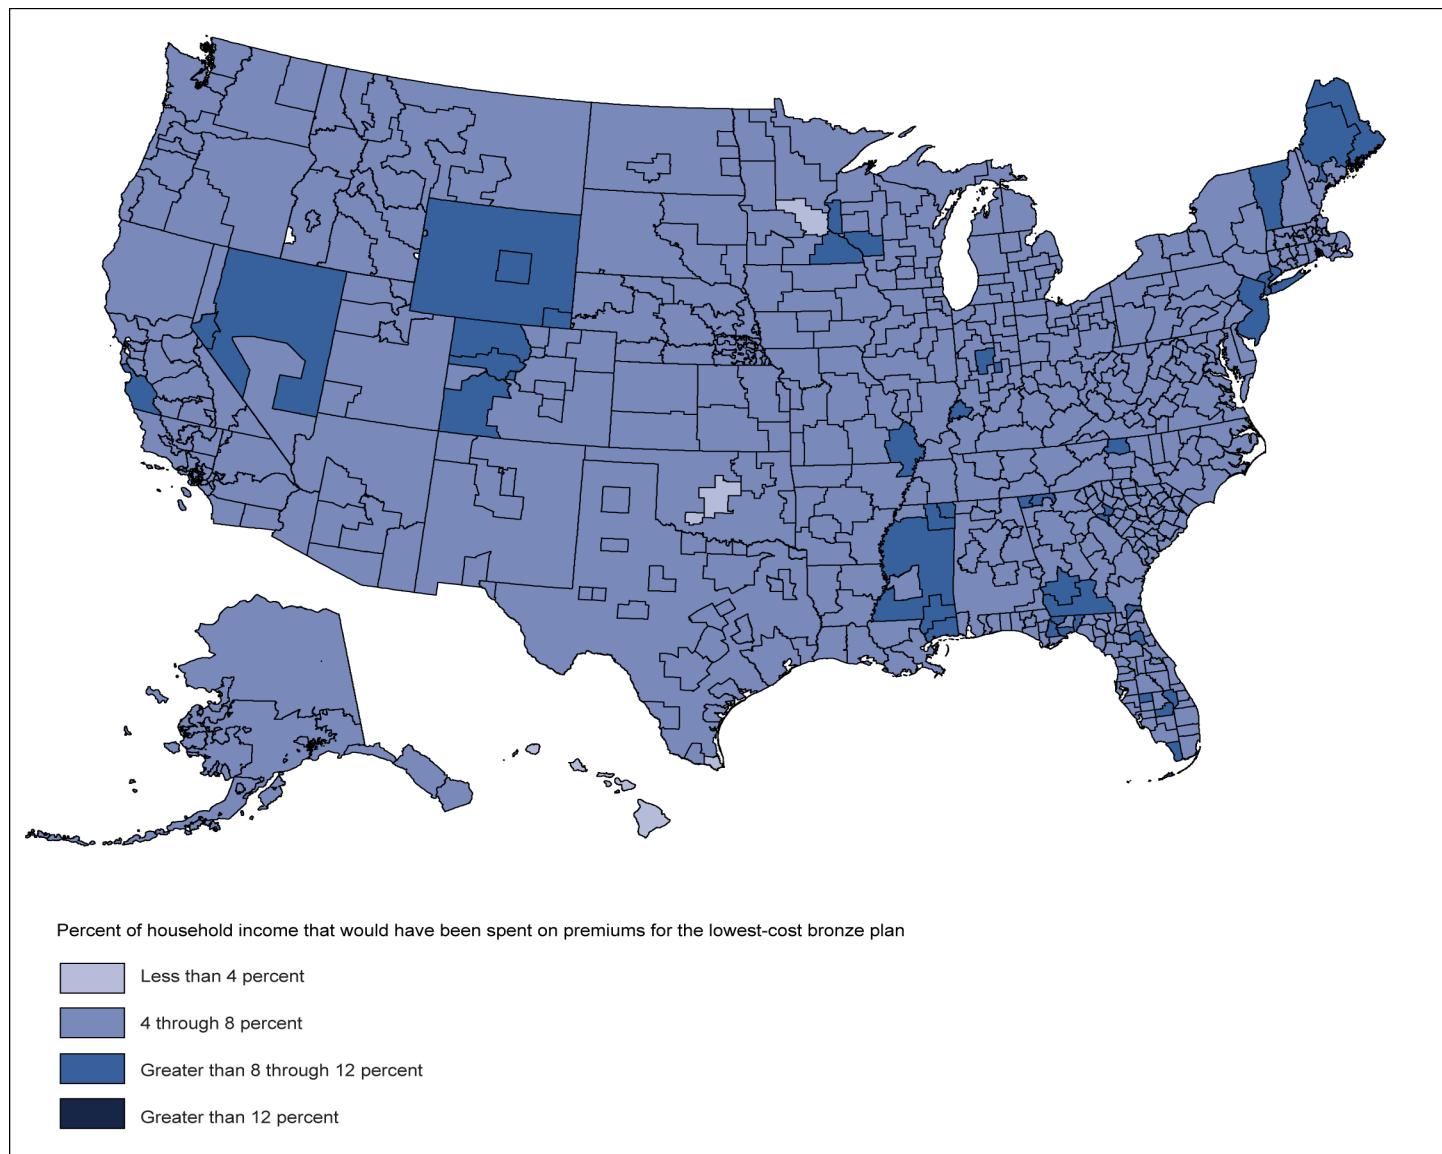 Percent of household income that would have been spent on premiums for the lowest-cost bronze plan
Less than 4 percent
4 through 8 percent
Greater than 8 through 12 percent
Greater than 12 percent